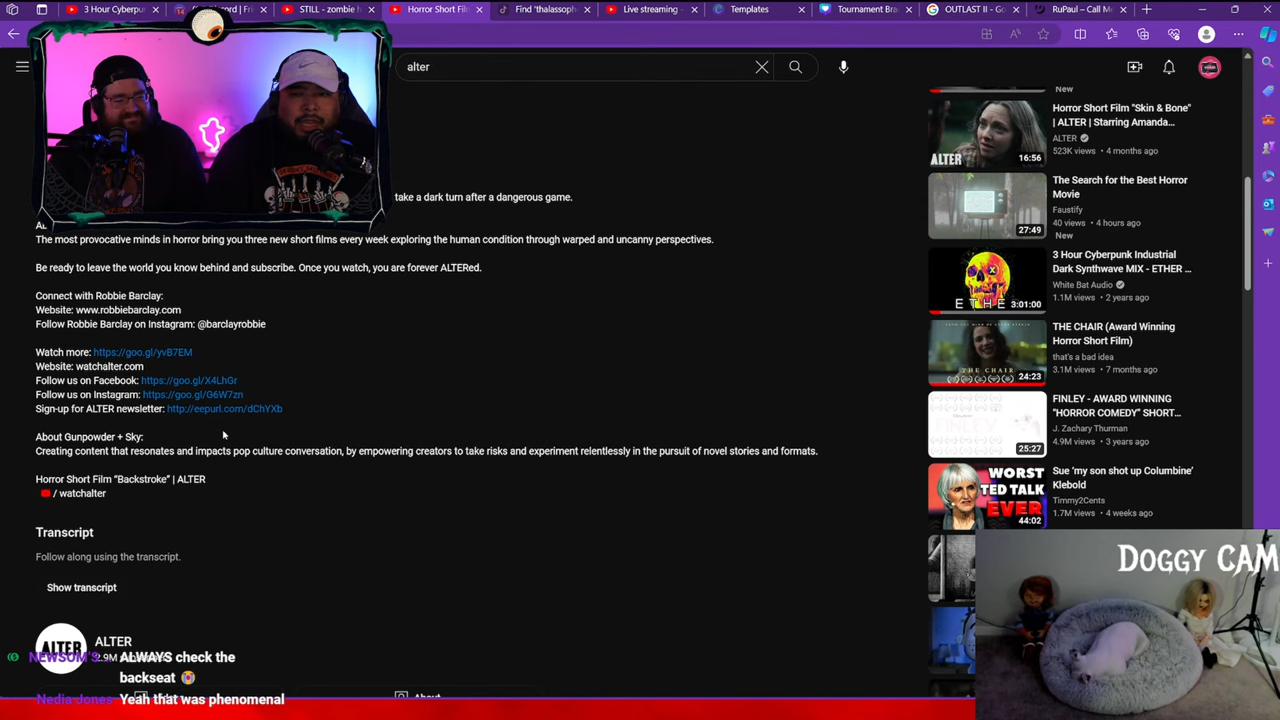 3 Hour Cyberpunk
STILL - zombie
Horror Short Fil
Find 'thalassoph
Live streaming -
Templates
Tournament Bra
OUTLAST II - Go
RuPaul – Call Me
alter
New
Horror Short Film "Skin & Bone"
| ALTER | Starring Amanda...
ALTER
523K views • 4 months ago
ALTER
16:56
take a dark turn after a dangerous game.
The Search for the Best Horror
Movie
Faustify
40 views • 4 hours ago
New
27:49
The most provocative minds in horror bring you three new short films every week exploring the human condition through warped and uncanny perspectives.
Be ready to leave the world you know behind and subscribe. Once you watch, you are forever ALTERed.
3 Hour Cyberpunk Industrial
Dark Synthwave MIX - ETHER ...
White Bat Audio
1.1M views • 2 years ago
ETHE
3:01:00
Connect with Robbie Barclay:
Website: www.robbiebarclay.com
Follow Robbie Barclay on Instagram: @barclayrobbie
THE CHAIR (Award Winning
Horror Short Film)
that's a bad idea
3.1M views • 7 months ago
THE CHAIR
24:23
Watch more: https://goo.gl/yvB7EM
Website: watchalter.com
Follow us on Facebook: https://goo.gl/X4LhGr
Follow us on Instagram: https://goo.gl/G6W7zn
Sign-up for ALTER newsletter: http://eepurl.com/dChYXb
FINLEY - AWARD WINNING
"HORROR COMEDY" SHORT...
J. Zachary Thurman
4.9M views • 3 years ago
FINLEY
25:27
About Gunpowder + Sky:
Creating content that resonates and impacts pop culture conversation, by empowering creators to take risks and experiment relentlessly in the pursuit of novel stories and formats.
Sue 'my son shot up Columbine'
Klebold
Timmy2Cents
1.7M views • 4 weeks ago
WORST
TED TALK
EVER
44:02
Horror Short Film “Backstroke” | ALTER
/ watchalter
Transcript
Follow along using the transcript.
Show transcript
DOGGY CAM
ALTER
ALTER
2.9M
NEWSOM'S
ALWAYS check the
backseat
About
Nedia Jones
Yeah that was phenomenal